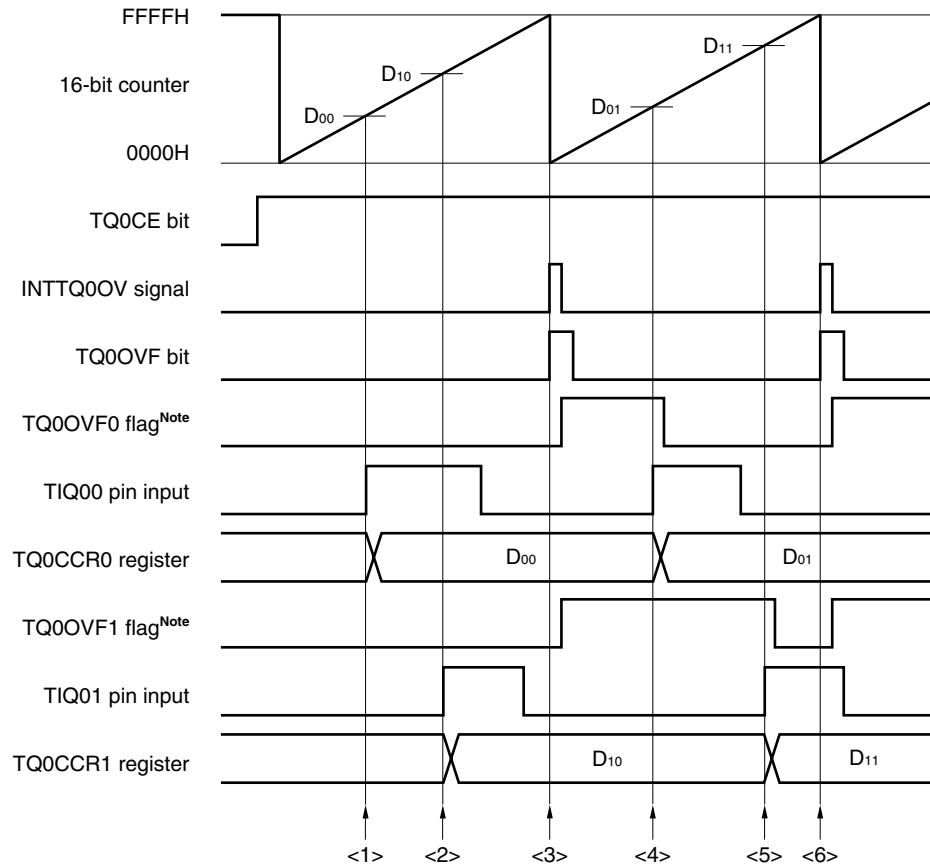 FFFFH
D11
D10
16-bit counter
D01
D00
0000H
TQ0CE bit
INTTQ0OV signal
TQ0OVF bit
TQ0OVF0 flagNote
TIQ00 pin input
TQ0CCR0 register D00 D01
TQ0OVF1 flagNote
TIQ01 pin input
TQ0CCR1 register D10 D11
<1> <2> <3> <4> <5> <6>